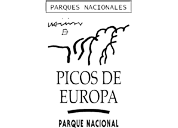 PARQUES NACIONALES
PICOS DE
EUROPA
PARQUE NACIONAL